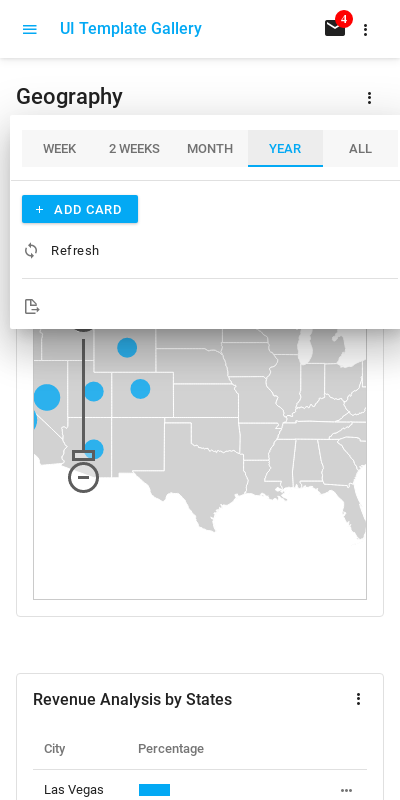 UI Template Gallery
4
Geography
WEEK 2 WEEKS MONTH YEAR ALL
ADD CARD
Refresh
Revenue Analysis by States
City Percentage
Las Vegas